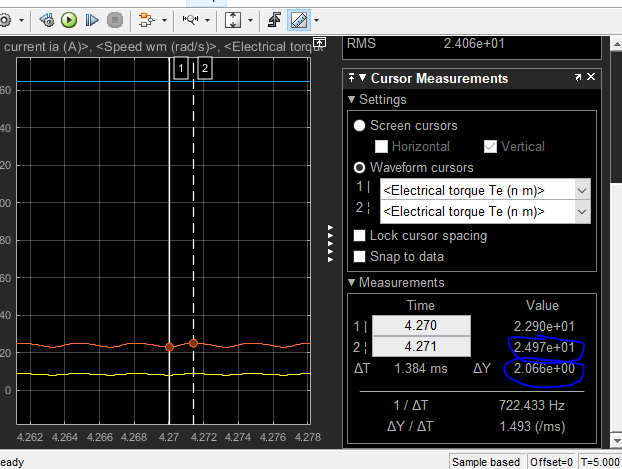 current ia (A)>, <Speed wm (rad/s)>, <Electrical torqu
RMS 2.406e+01
Cursor Measurements
Settings
Screen cursors
Horizontal Vertical
Waveform cursors
1 | <Electrical torque Te (n m)>
2 ¦ <Electrical torque Te (n m)>
Lock cursor spacing
Snap to data
Measurements
Time Value
1 | 4.270 2.290e+01
2 ¦ 4.271 2.497e+01
ΔT 1.384 ms ΔY 2.066e+00
1 / ΔT 722.433 Hz
ΔY / ΔT 1.493 (/ms)
1 2
60
40
20
00
80
60
40
20
0
4.262 4.264 4.266 4.268 4.27 4.272 4.274 4.276 4.278
eady
Sample based Offset=0 T=5.000